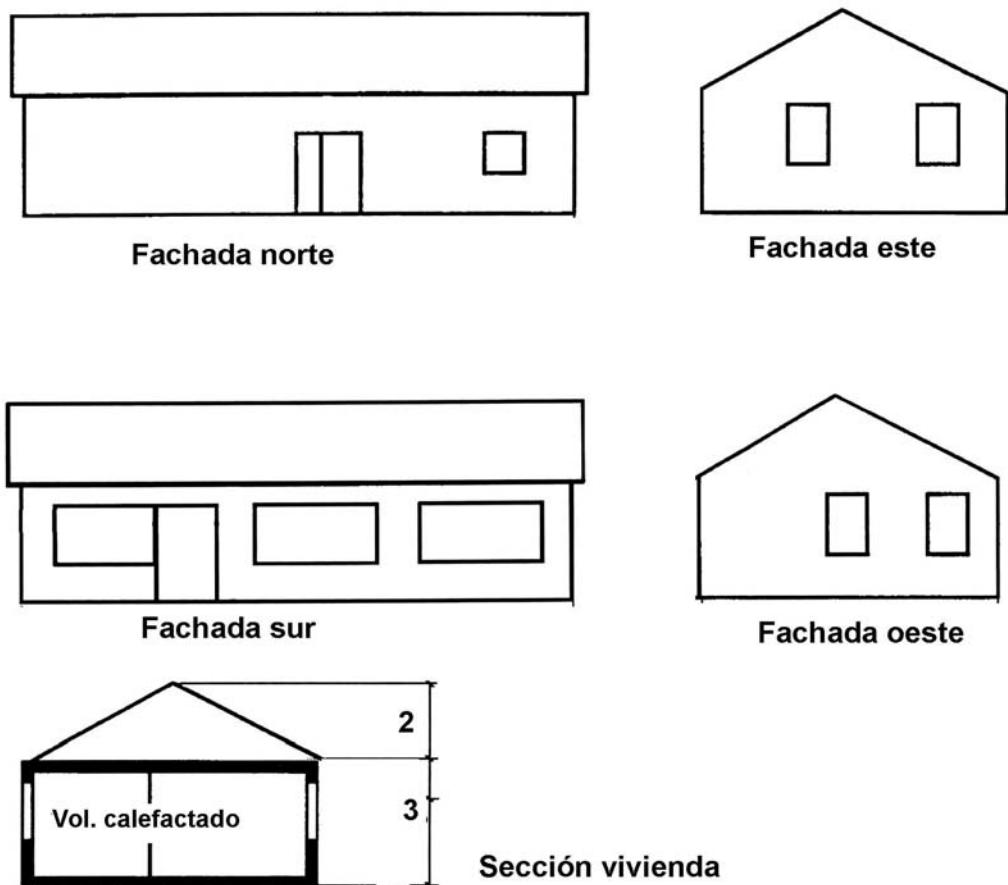 Fachada norte
Fachada este
Fachada sur
Fachada oeste
2
Vol. calefactado
3
Sección vivienda